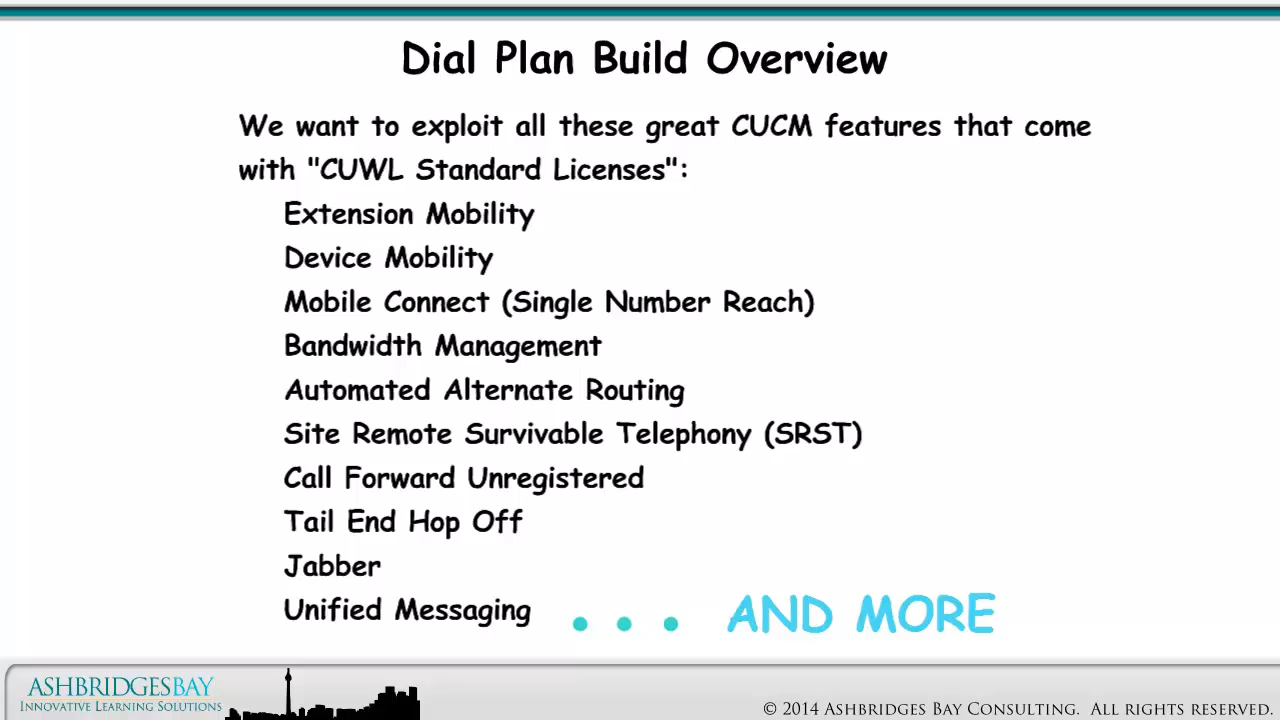 Dial Plan Build Overview
We want to exploit all these great CUCM features that come
with "CUWL Standard Licenses":
Extension Mobility
Device Mobility
Mobile Connect (Single Number Reach)
Bandwidth Management
Automated Alternate Routing
Site Remote Survivable Telephony (SRST)
Call Forward Unregistered
Tail End Hop Off
Jabber
Unified Messaging ... AND MORE
ASHBRIDGESBAY
INNOVATIVE LEARNING SOLUTIONS
© 2014 ASHBRIDGES BAY CONSULTING. ALL RIGHTS RESERVED.